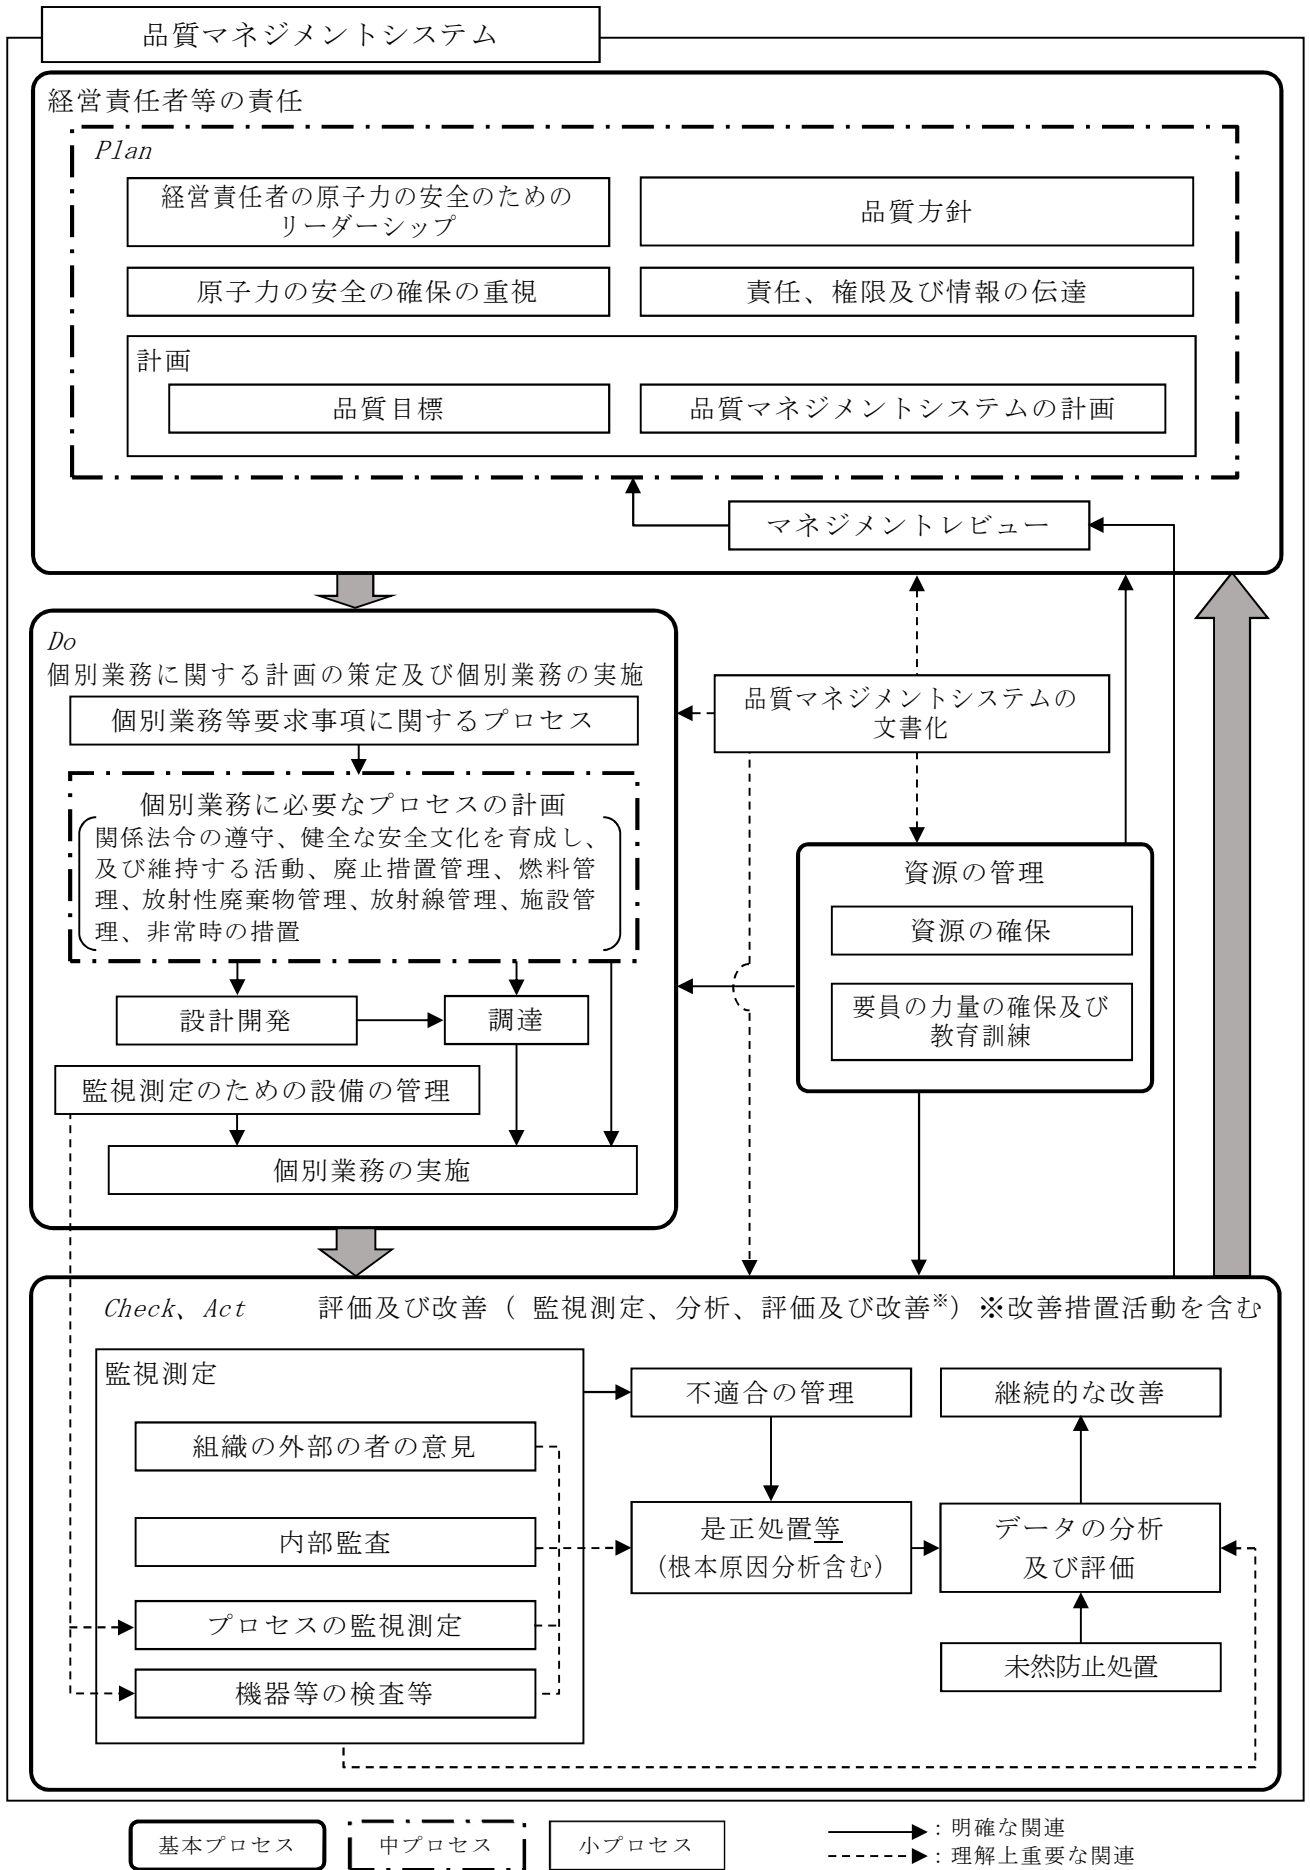 品質マネジメントシステム
経営責任者等の責任
Plan
経営責任者の原子力の安全のための
リーダーシップ
品質方針
原子力の安全の確保の重視
責任、権限及び情報の伝達
計画
品質目標
品質マネジメントシステムの計画
マネジメントレビュー
Do
個別業務に関する計画の策定及び個別業務の実施
個別業務等要求事項に関するプロセス
品質マネジメントシステムの
文書化
個別業務に必要なプロセスの計画
関係法令の遵守、健全な安全文化を育成し、
及び維持する活動、廃止措置管理、燃料管
理、放射性廃棄物管理、放射線管理、施設管
理、非常時の措置
資源の管理
資源の確保
要員の力量の確保及び
教育訓練
設計開発
調達
監視測定のための設備の管理
個別業務の実施
Check、Act 評価及び改善（ 監視測定、分析、評価及び改善※）※改善措置活動を含む
監視測定
不適合の管理
継続的な改善
組織の外部の者の意見
内部監査
是正処置等
（根本原因分析含む）
データの分析
及び評価
プロセスの監視測定
未然防止処置
機器等の検査等
基本プロセス
中プロセス
小プロセス
：明確な関連
：理解上重要な関連